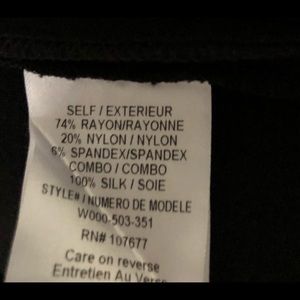 SELF / EXTERIEUR
74% RAYON/RAYONNE
20% NYLON / NYLON
6% SPANDEX/SPANDEX
COMBO / COMBO
100% SILK / SOIE
STYLE# / NUMERO DE MODELE
W000-503-351
RN# 107677
Care on reverse
Entretien Au Verso